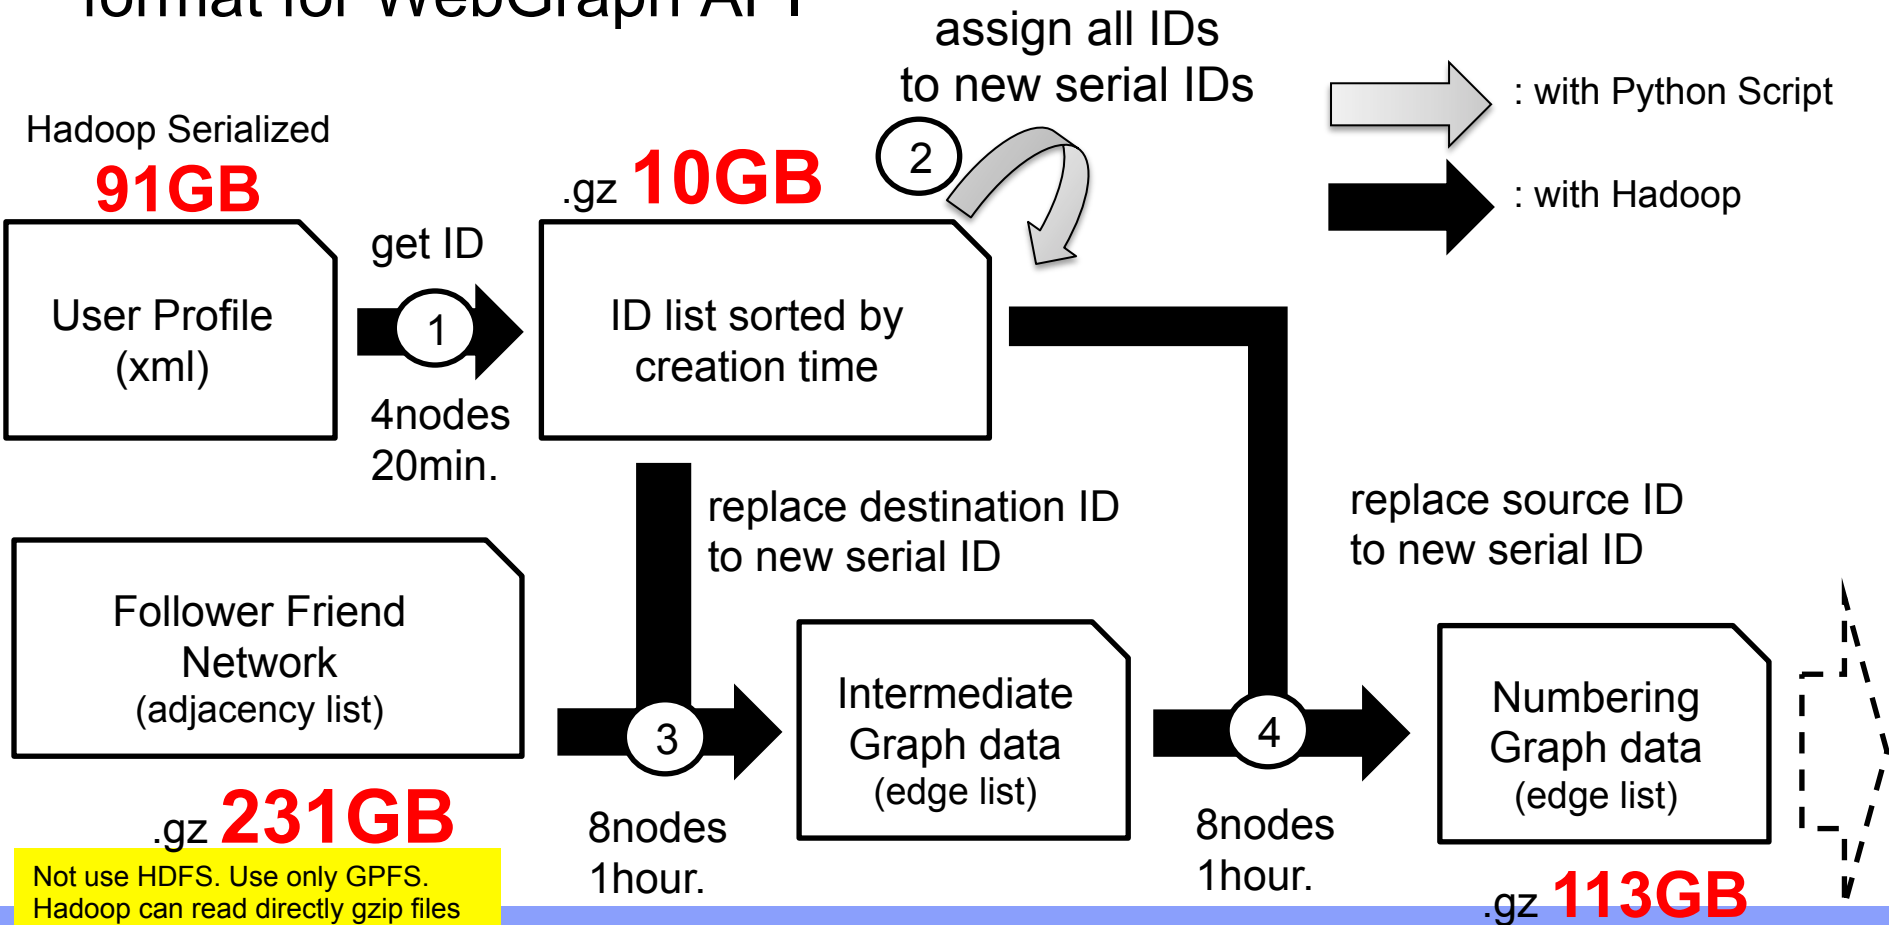 format for WebGraph API
assign all IDs
to new serial IDs
: with Python Script
: with Hadoop
Hadoop Serialized
91GB
.gz 10GB
2
User Profile
(xml)
get ID
1
4nodes
20min.
ID list sorted by
creation time
replace destination ID
to new serial ID
replace source ID
to new serial ID
Follower Friend
Network
(adjacency list)
3
Intermediate
Graph data
(edge list)
4
Numbering
Graph data
(edge list)
.gz 231GB
8nodes
1hour.
8nodes
1hour.
.gz 113GB
Not use HDFS. Use only GPFS.
Hadoop can read directly gzip files